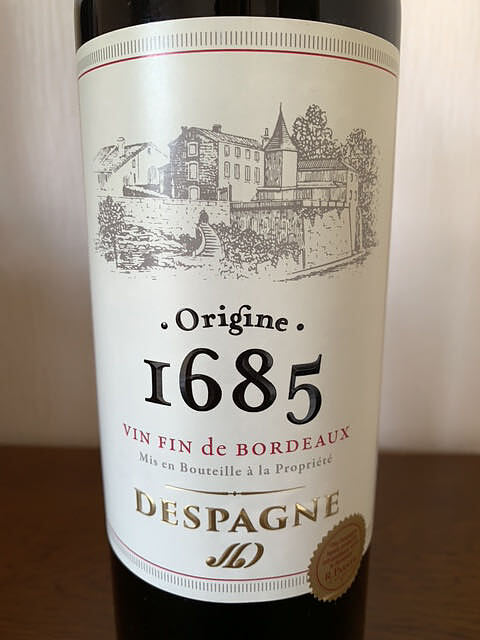 • Origine •
1685
VIN FIN de BORDEAUX
Mis en Bouteille à la Propriété
DESPAGNE